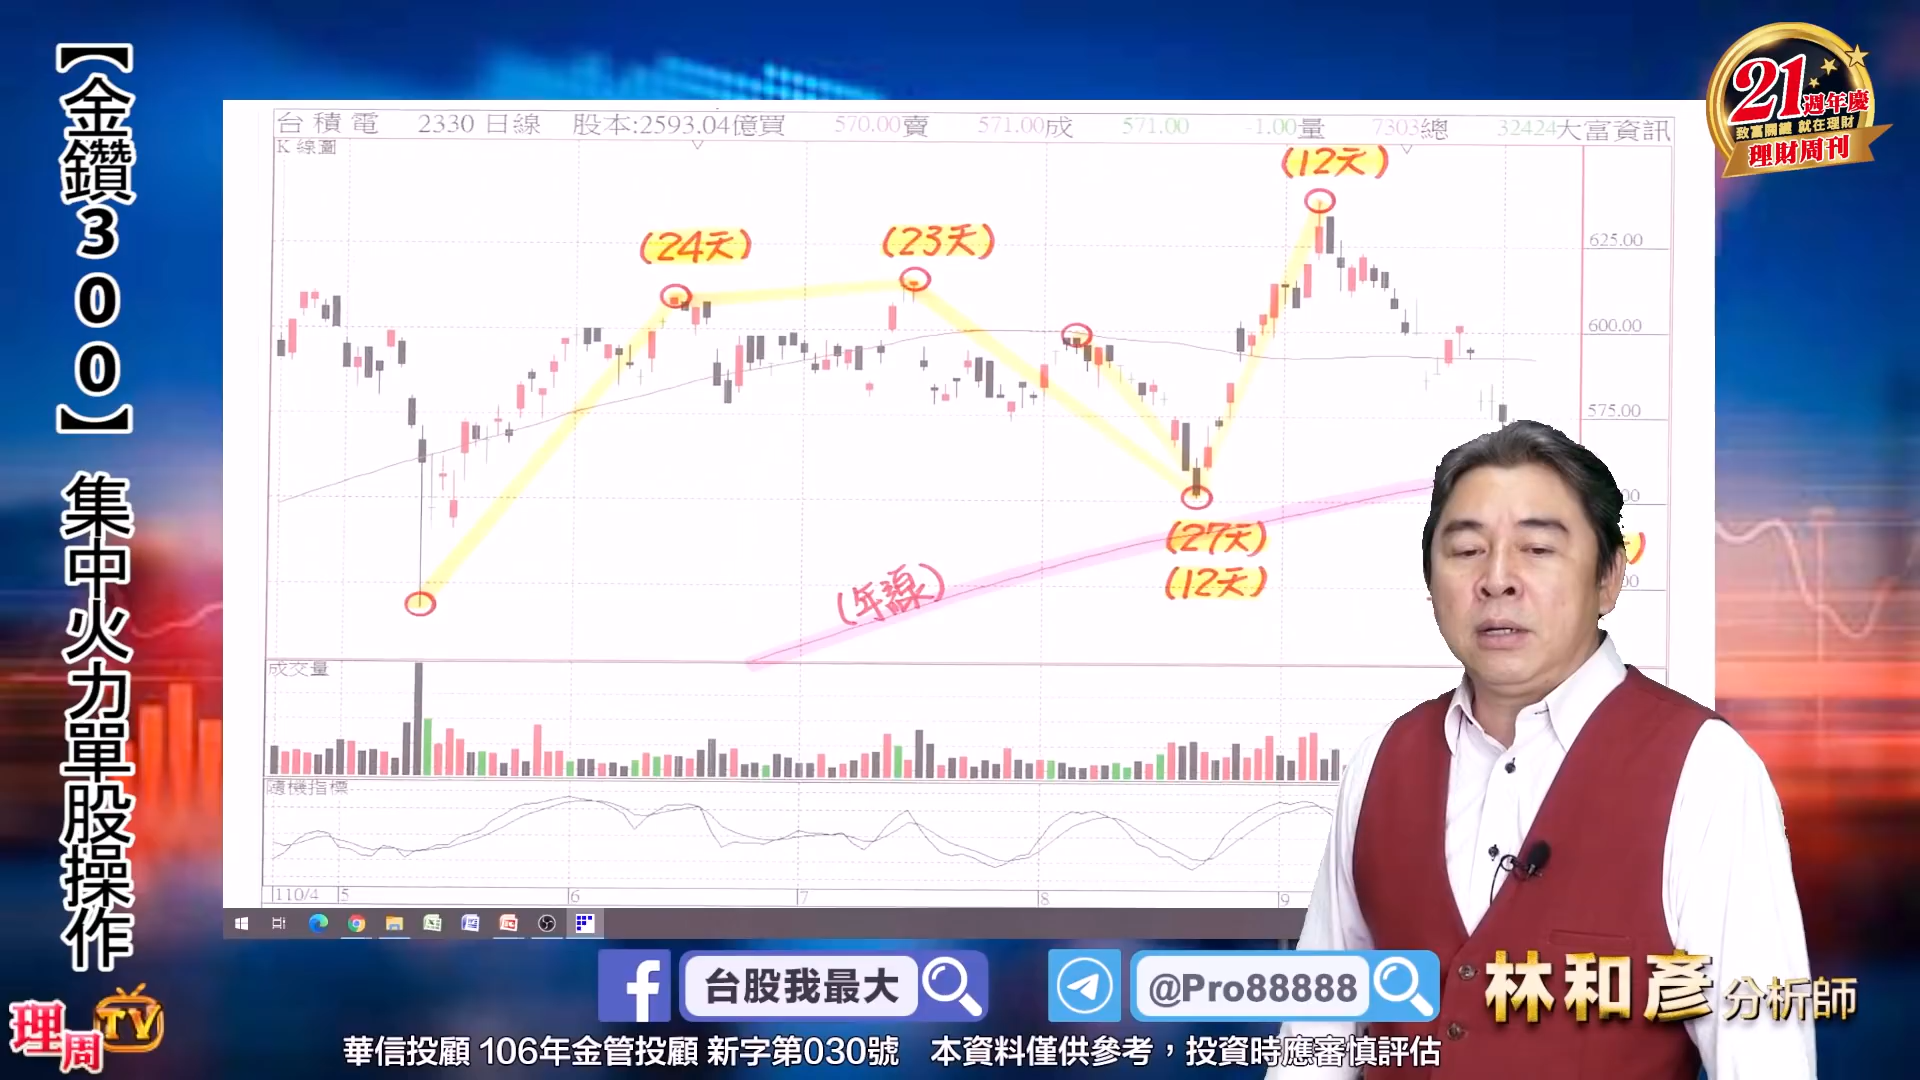 【金鑽300】集中火力單股操作
21週年慶
致富關鍵 就在理財
理財周刊
台積電 2330 日線 股本:2593.04億買 570.00賣 571.00成 571.00 -1.00量 7303總 32424大富資訊
K線圖
(12天)
(24天)
(23天)
625.00
600.00
575.00
(27天)
(12天)
(年線)
成交量
隨機指標
110/4 5 6 7 8 9
台股我最大
@Pro88888
林和彥分析師
理周TV
華信投顧 106年金管投顧 新字第030號 本資料僅供參考，投資時應審慎評估